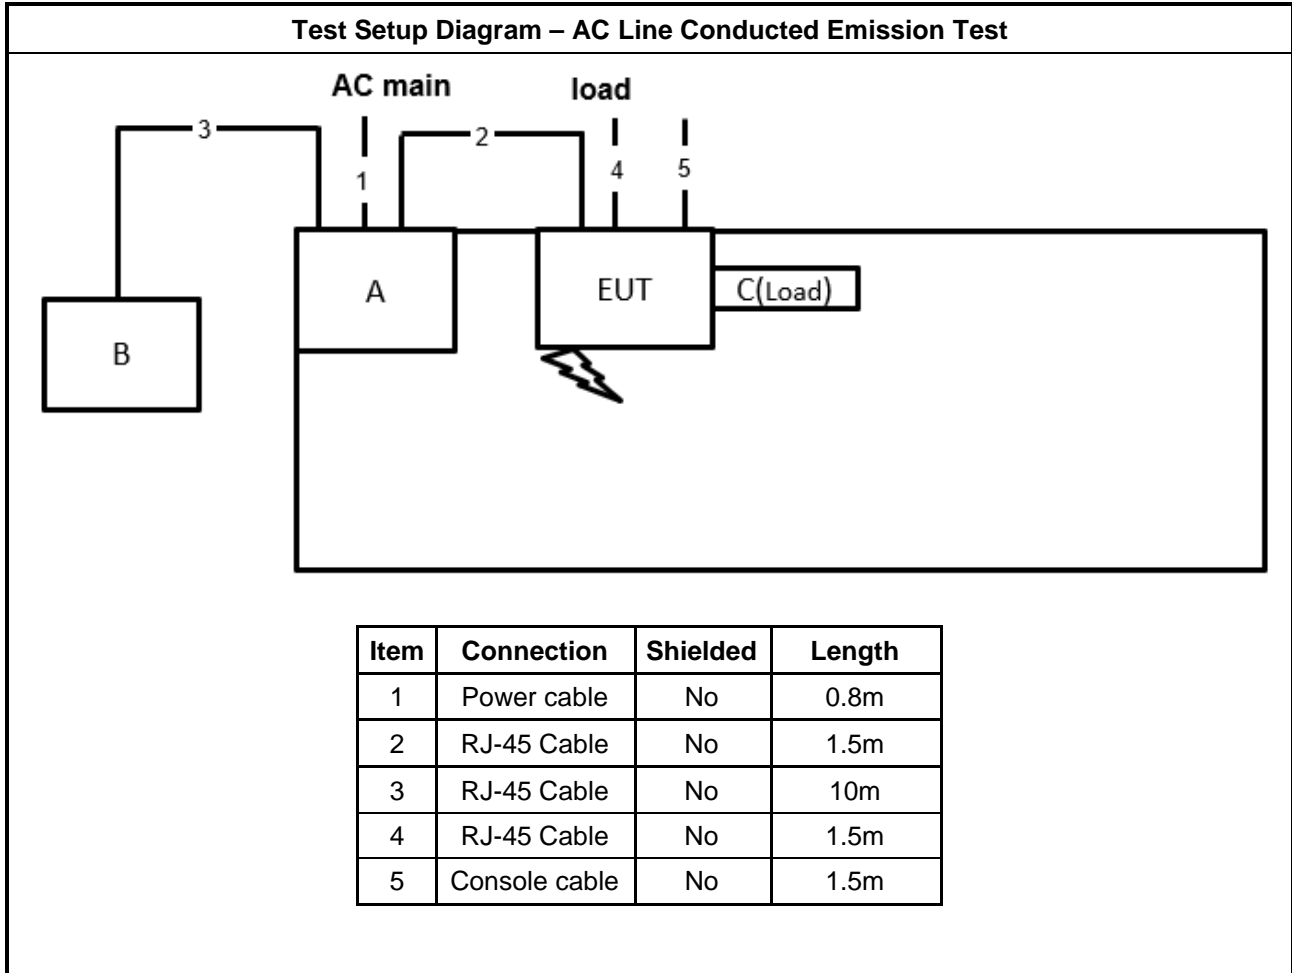 Test Setup Diagram – AC Line Conducted Emission Test
AC main
load
3
2
1
4
5
A
EUT
C(Load)
B
Item Connection Shielded Length
1 Power cable No 0.8m
2 RJ-45 Cable No 1.5m
3 RJ-45 Cable No 10m
4 RJ-45 Cable No 1.5m
5 Console cable No 1.5m